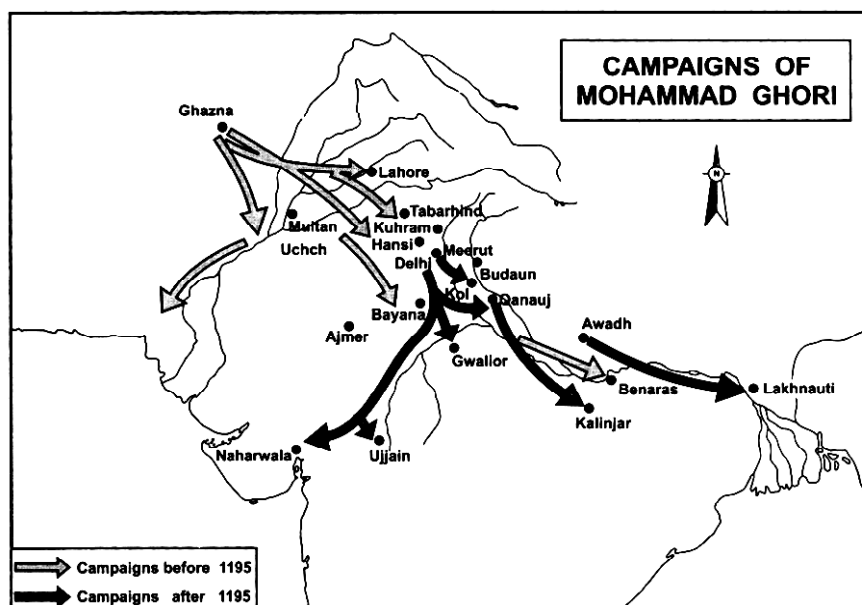 CAMPAIGNS OF
MOHAMMAD GHORI
N
Ghazna
Lahore
Multan
Tabarhind
Uchch
Kuhram
Hansi
Meerut
Delhi
Budaun
Kol
Qanauj
Bayana
Ajmer
Gwalior
Awadh
Benaras
Lakhnauti
Kalinjar
Naharwala
Ujjain
Campaigns before 1195
Campaigns after 1195